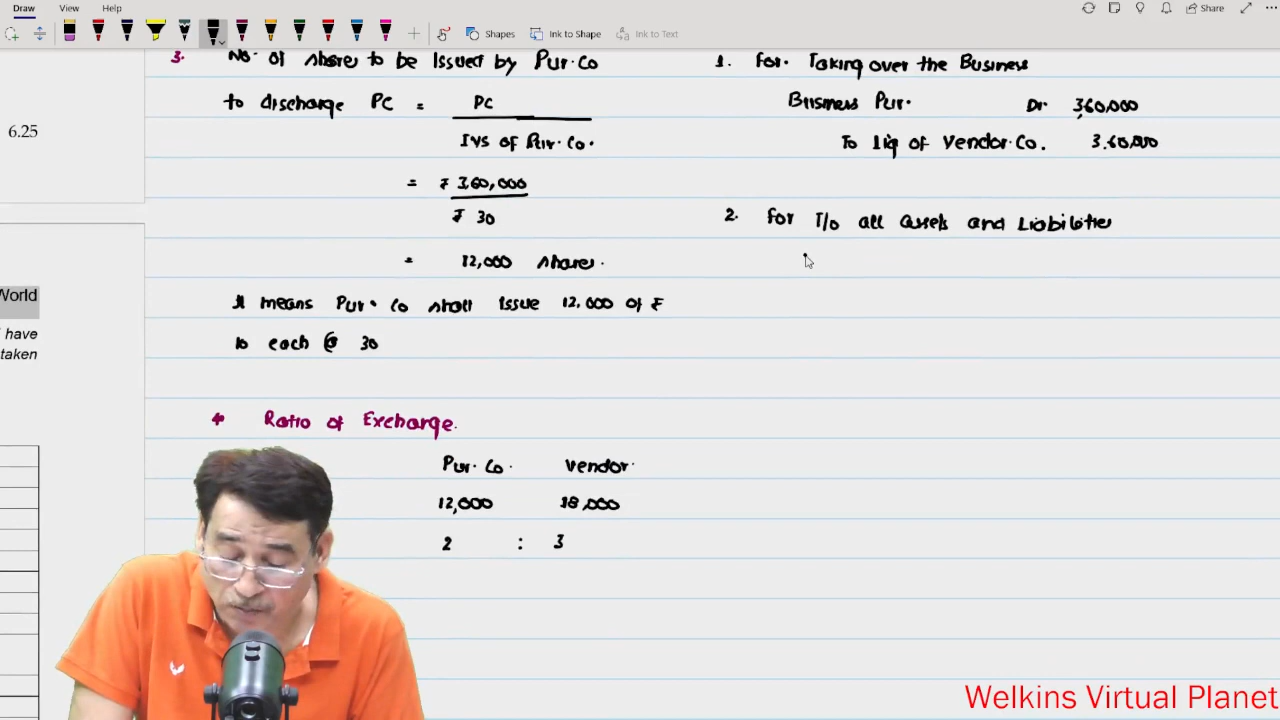 Draw View Help Share
Shapes Ink to Shape Ink to Text
6.25
World
I have
taken
3. No. of shares to be Issued by Pur. Co
to discharge PC = PC
IVS of Pur. Co.
= ₹ 3,60,000
₹ 30
= 12,000 shares.
It means Pur. Co shall Issue 12.000 of ₹
10 each @ 30
* Ratio of Exchange.
Pur. Co. Vendor.
12,000 18,000
2 : 3
1. For. Taking over the Business
Business Pur. Dr. 3,60,000
To liq of Vendor. Co. 3.60,000
2. For T/o all assets and Liabilities
Welkins Virtual Planet